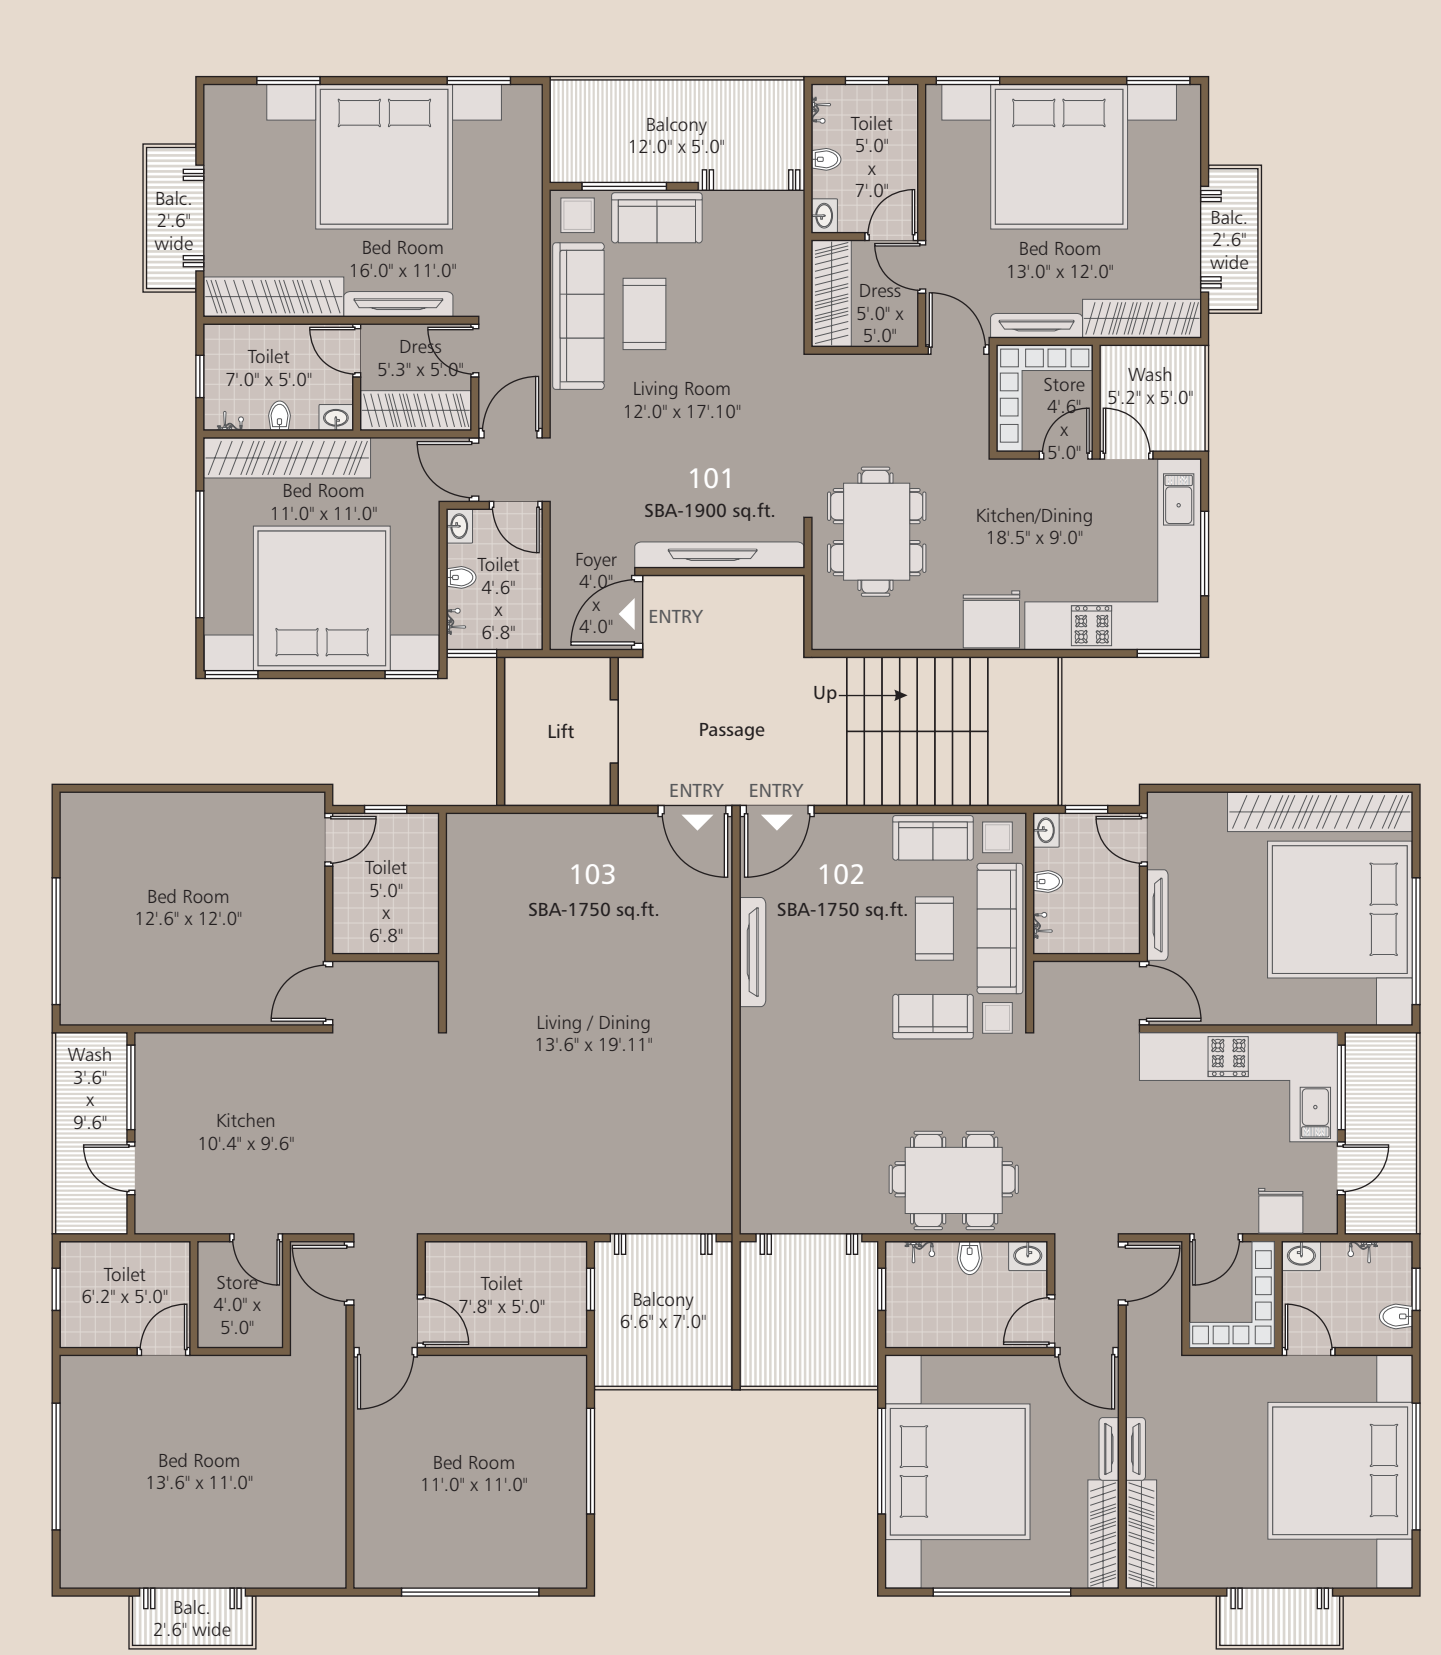 Balcony
12'.0" x 5'.0"
Toilet
5'.0"
x
7'.0"
Balc.
2'.6"
wide
Bed Room
16'.0" x 11'.0"
Bed Room
13'.0" x 12'.0"
Balc.
2'.6"
wide
Dress
5'.0" x
5'.0"
Toilet
7'.0" x 5'.0"
Dress
5'.3" x 5'.0"
Living Room
12'.0" x 17'.10"
Store
4'.6"
x
5'.0"
Wash
5'.2" x 5'.0"
Bed Room
11'.0" x 11'.0"
101
SBA-1900 sq.ft.
Kitchen/Dining
18'.5" x 9'.0"
Toilet
4'.6"
x
6'.8"
Foyer
4'.0"
x
4'.0"
ENTRY
Lift
Passage
Up
ENTRY
ENTRY
Bed Room
12'.6" x 12'.0"
Toilet
5'.0"
x
6'.8"
103
SBA-1750 sq.ft.
102
SBA-1750 sq.ft.
Living / Dining
13'.6" x 19'.11"
Wash
3'.6"
x
9'.6"
Kitchen
10'.4" x 9'.6"
Toilet
6'.2" x 5'.0"
Store
4'.0" x
5'.0"
Toilet
7'.8" x 5'.0"
Balcony
6'.6" x 7'.0"
Bed Room
13'.6" x 11'.0"
Bed Room
11'.0" x 11'.0"
Balc.
2'.6" wide